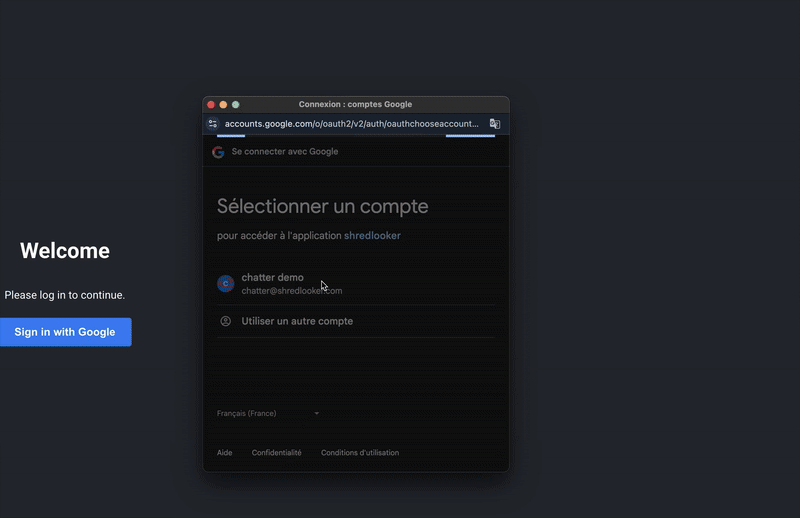 Connexion : comptes Google
accounts.google.com/o/oauth2/v2/auth/oauthchooseaccount...
Se connecter avec Google
Sélectionner un compte
pour accéder à l'application shredlooker
chatter demo
chatter@shredlooker.com
Utiliser un autre compte
Français (France)
Aide Confidentialité Conditions d'utilisation
Welcome
Please log in to continue.
Sign in with Google